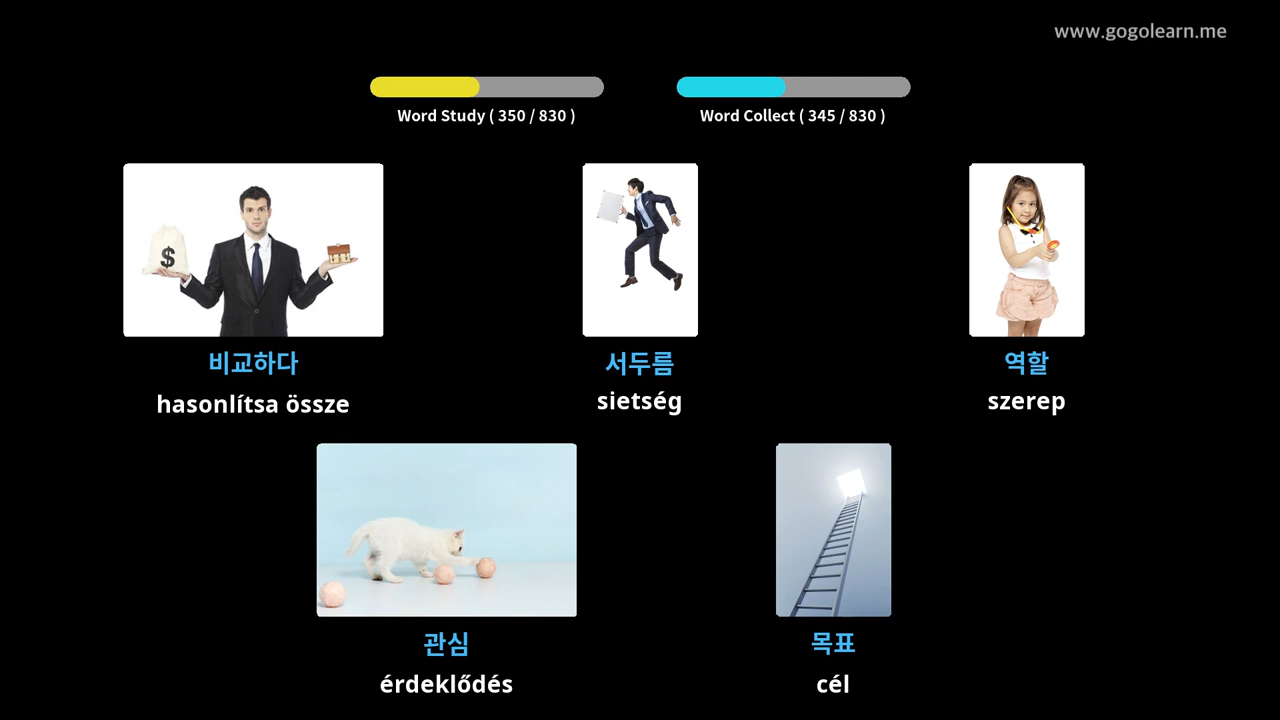 www.gogolearn.me
Word Study ( 350 / 830 )
Word Collect ( 345 / 830 )
$
비교하다
서두름
역할
hasonlítsa össze
sietség
szerep
관심
목표
érdeklődés
cél